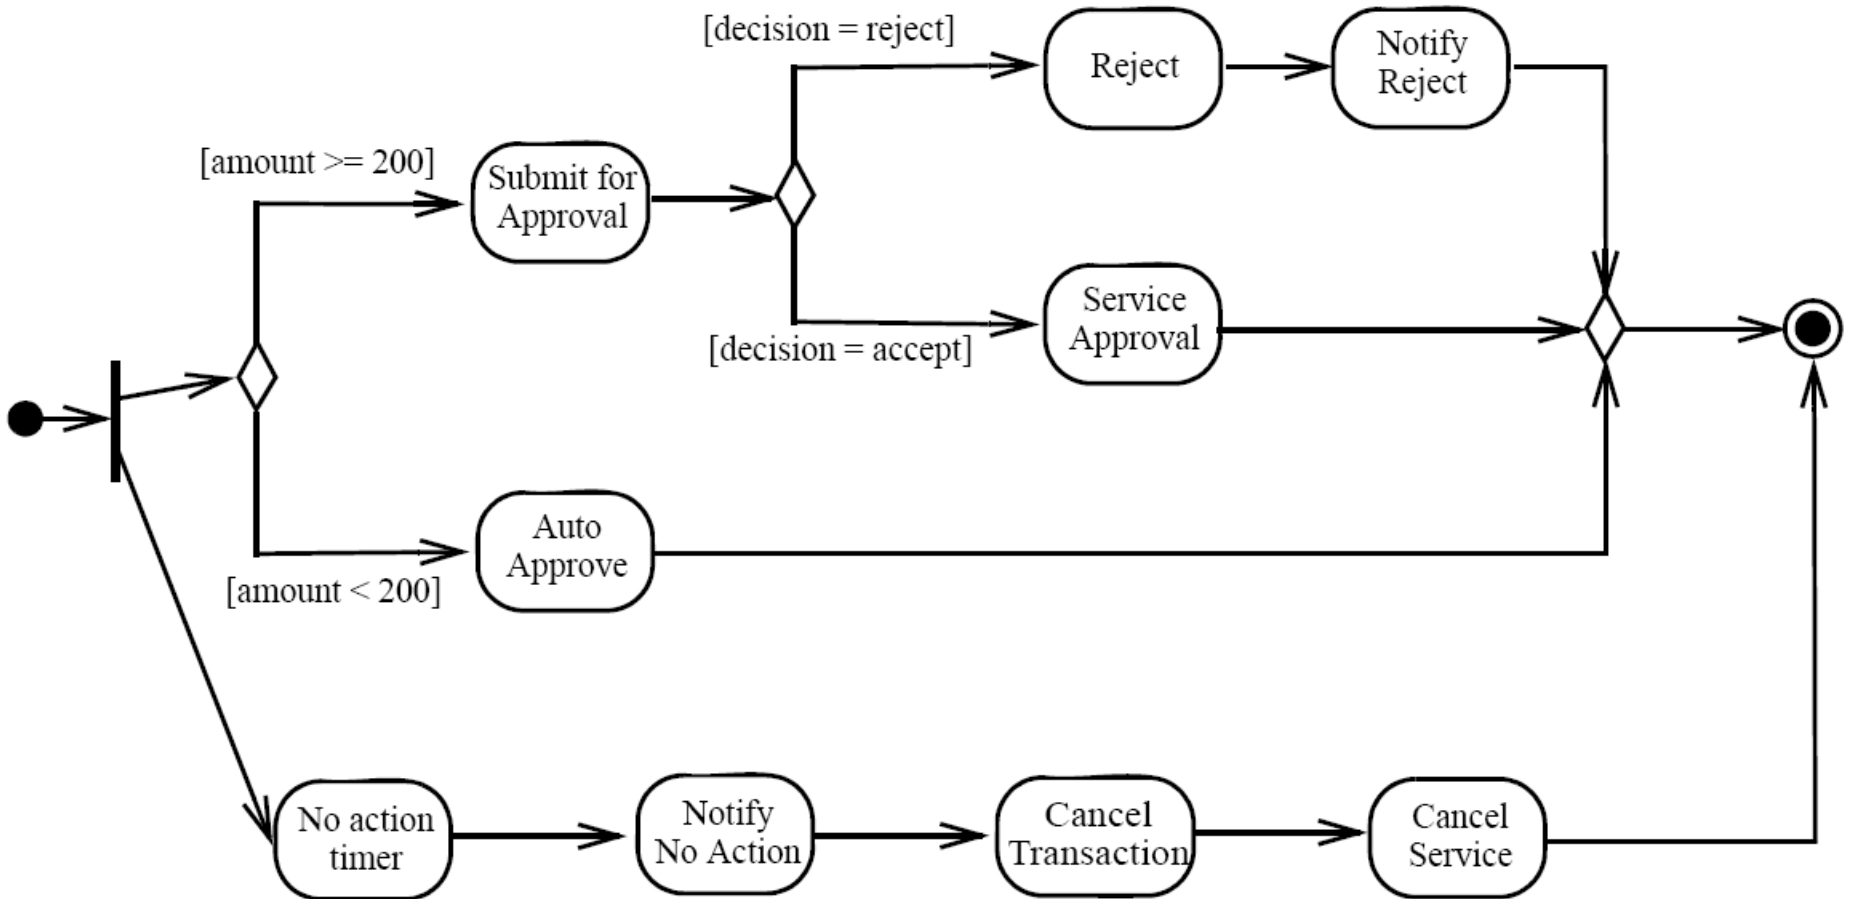 [decision = reject]
Reject
Notify
Reject
[amount >= 200]
Submit for
Approval
Service
Approval
[decision = accept]
Auto
Approve
[amount < 200]
No action
timer
Notify
No Action
Cancel
Transaction
Cancel
Service